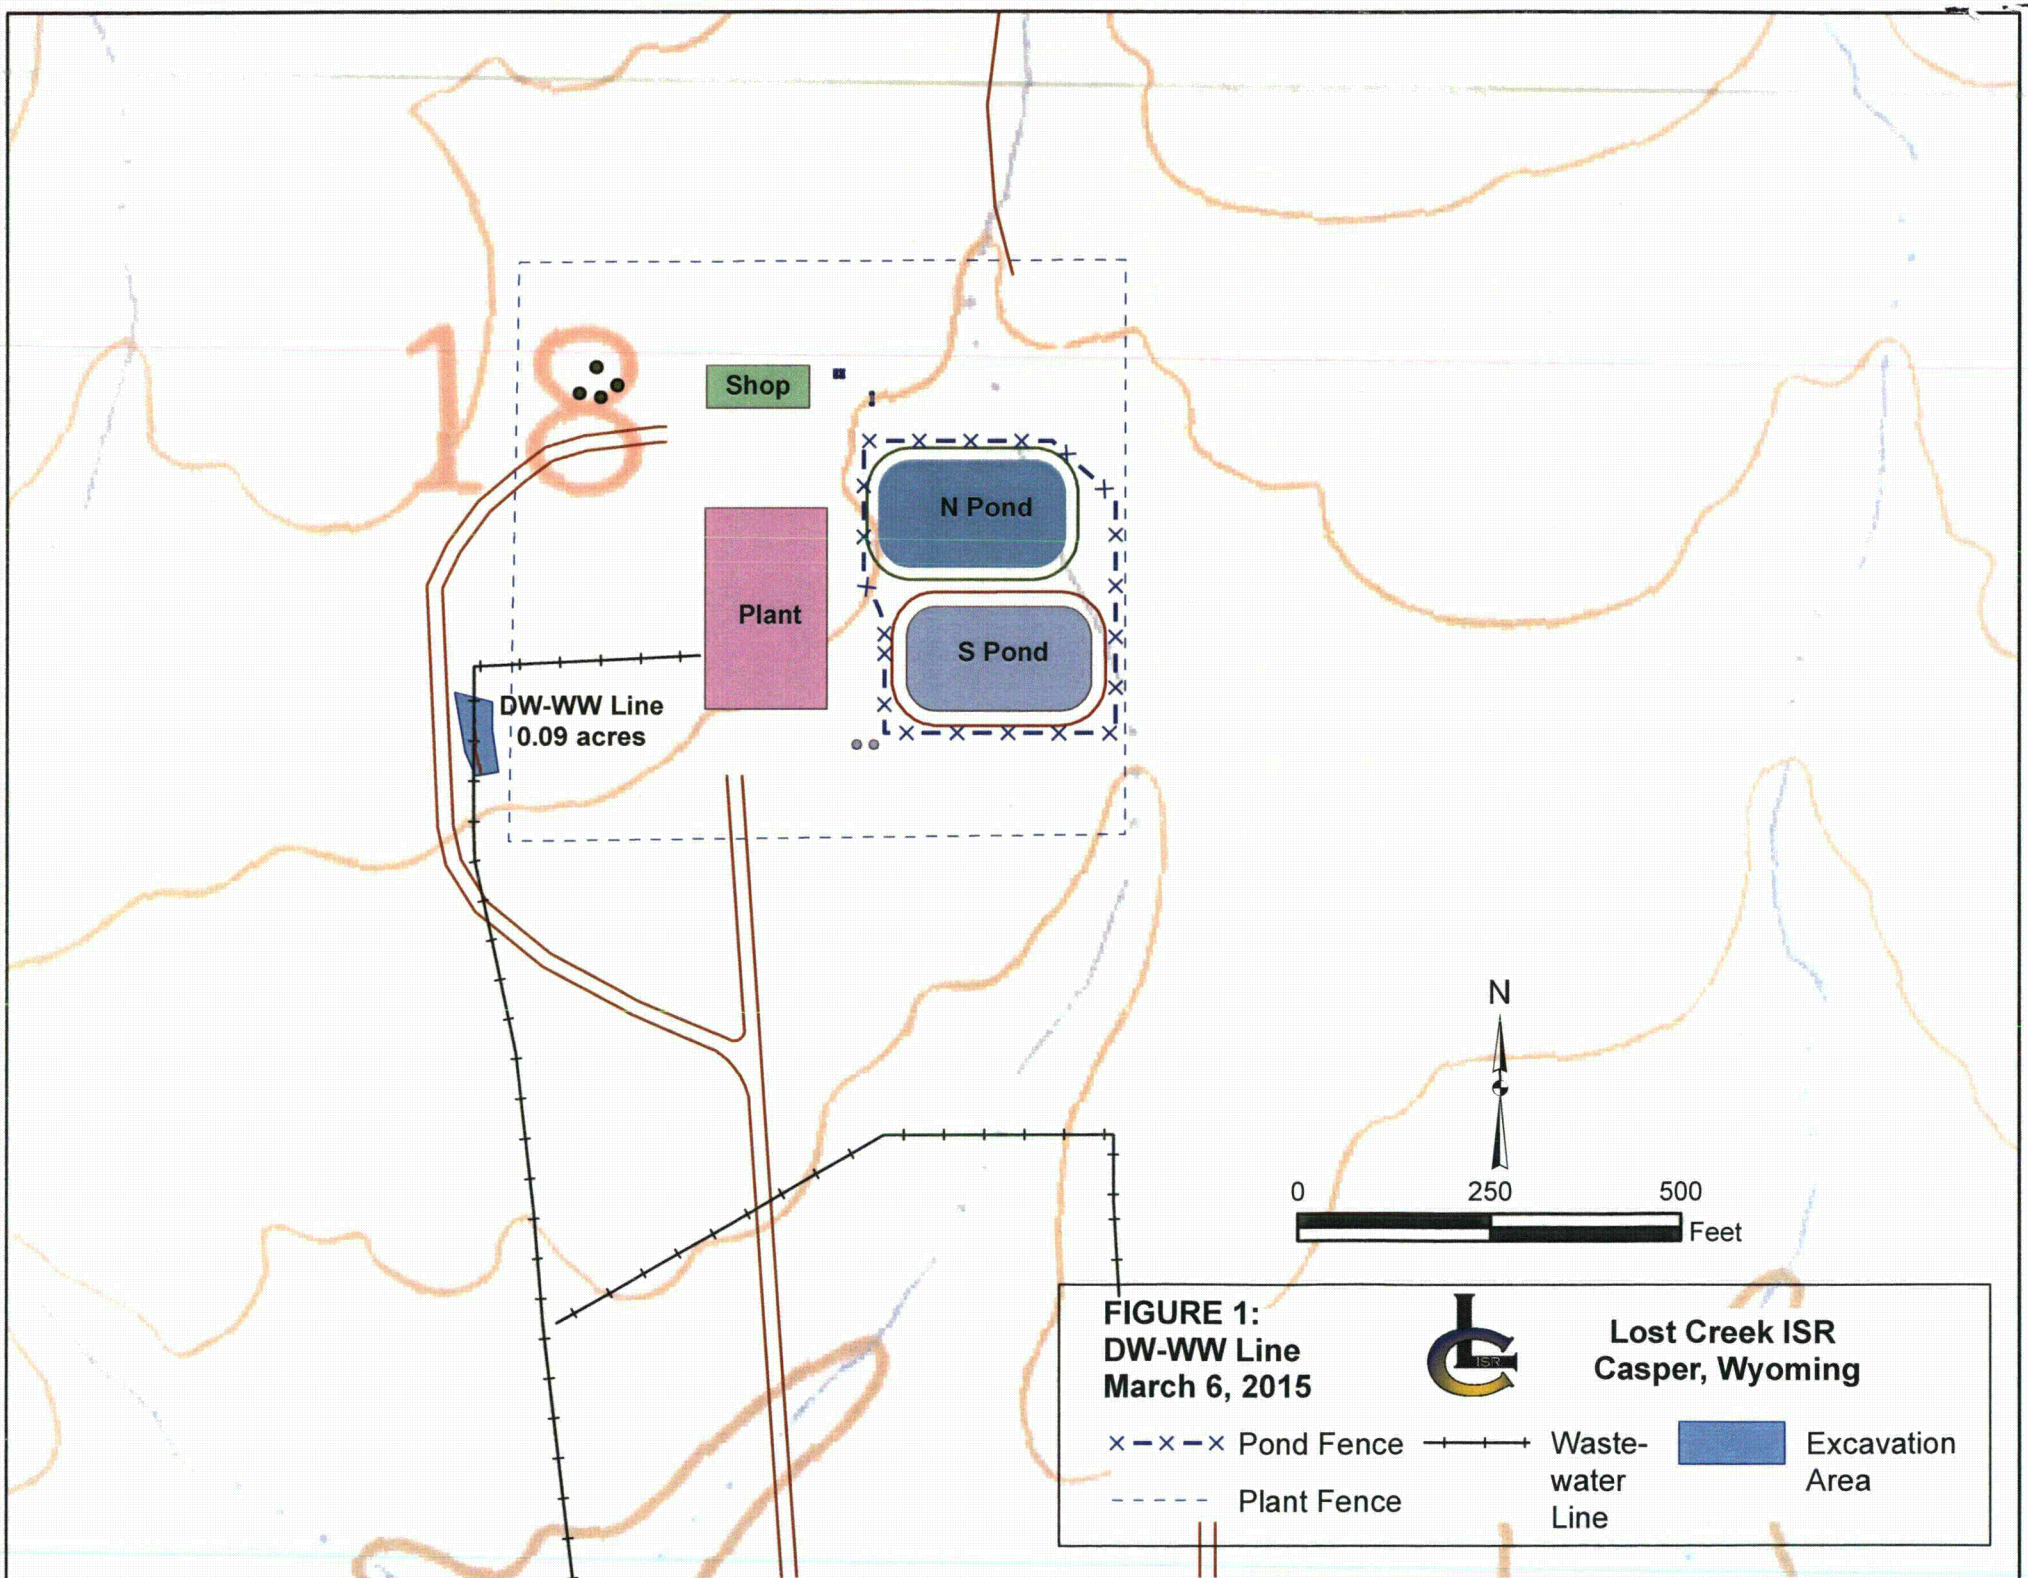 18
Shop
N Pond
Plant
S Pond
DW-WW Line
0.09 acres
N
0 250 500
Feet
FIGURE 1:
DW-WW Line
March 6, 2015
ISR
Lost Creek ISR
Casper, Wyoming
Pond Fence
Waste-
water
Line
Excavation
Area
Plant Fence